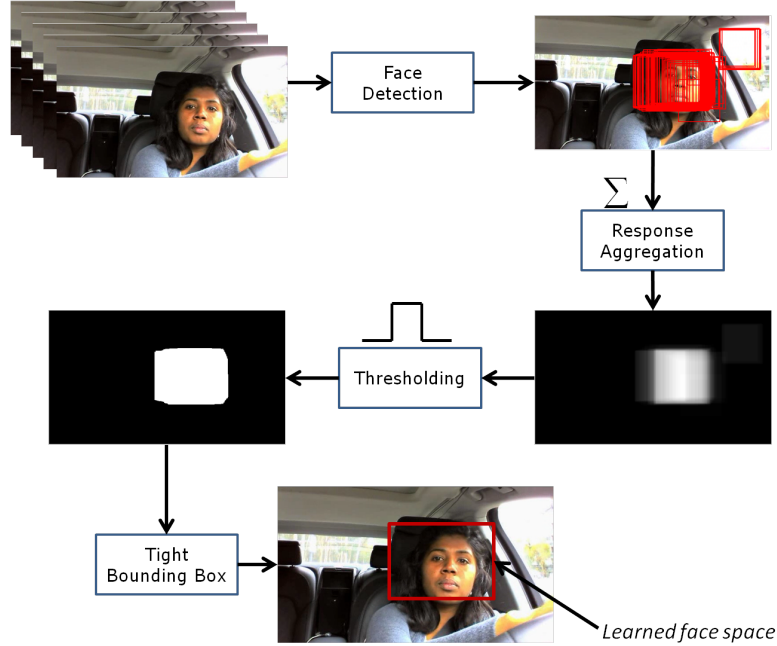 Face
Detection
∑
Response
Aggregation
Thresholding
Tight
Bounding Box
Learned face space